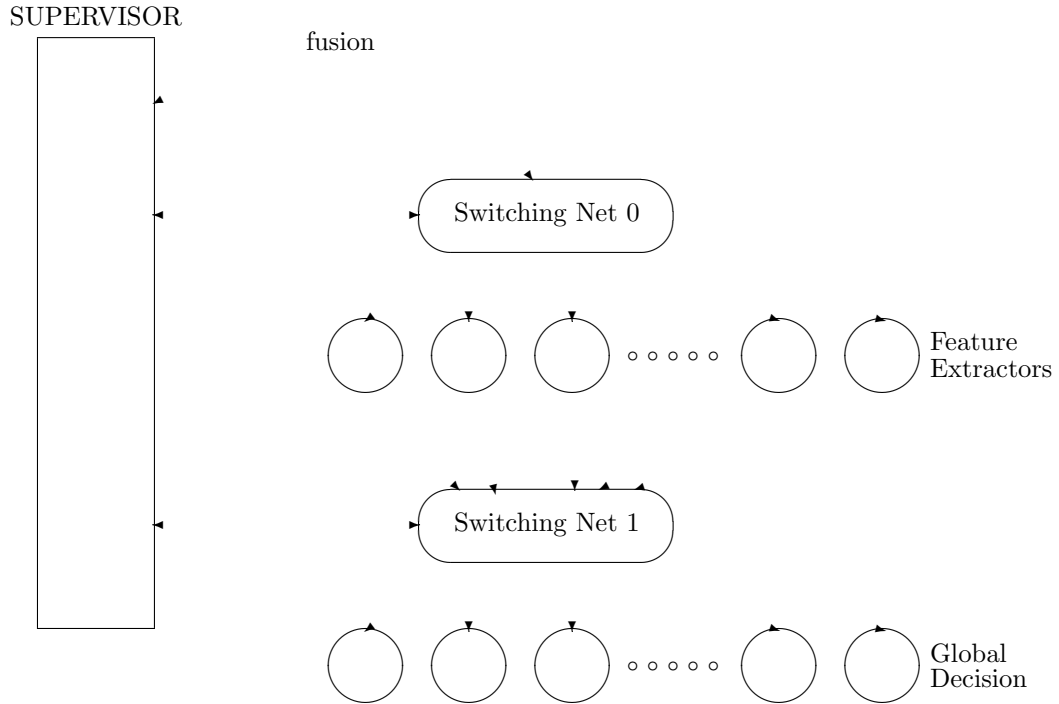 SUPERVISOR
fusion
Switching Net 0
Feature
Extractors
Switching Net 1
Global
Decision